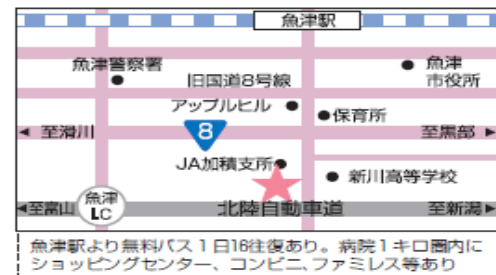 魚津駅
魚津警察署
旧国道8号線
魚津
市役所
アップルヒル
保育所
至滑川
8
至黒部
JA加積支所
新川高等学校
至富山
魚津
I.C
北陸自動車道
至新潟
魚津駅より無料バス1日16往復あり。病院1キロ圏内に
ショッピングセンター、コンビニ、ファミレス等あり